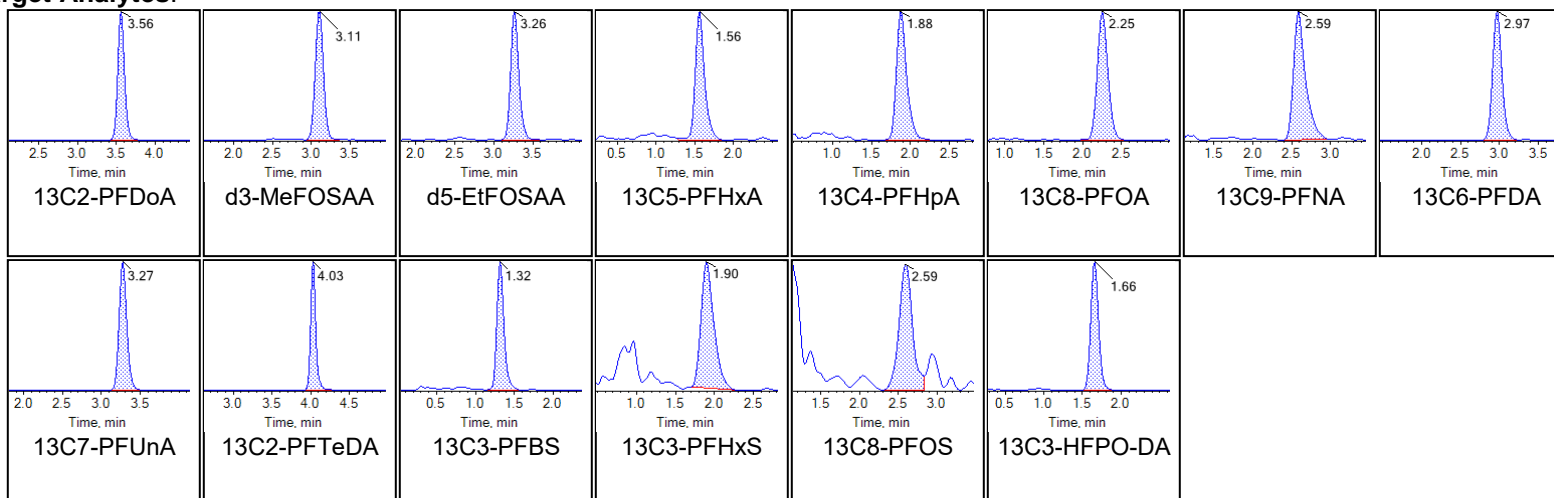 rget Analytes:
3.56 3.11 3.26 1.56 1.88 2.25 2.59 2.97
2.5 3.0 3.5 4.0 2.0 2.5 3.0 3.5 2.0 2.5 3.0 3.5 0.5 1.0 1.5 2.0 1.0 1.5 2.0 2.5 1.0 1.5 2.0 2.5 1.5 2.0 2.5 3.0 2.0 2.5 3.0 3.5
Time, min Time, min Time, min Time, min Time, min Time, min Time, min Time, min
13C2-PFDoA d3-MeFOSAA d5-EtFOSAA 13C5-PFHxA 13C4-PFHpA 13C8-PFOA 13C9-PFNA 13C6-PFDA
3.27 4.03 1.32 1.90 2.59 1.66
2.0 2.5 3.0 3.5 3.0 3.5 4.0 4.5 0.5 1.0 1.5 2.0 1.0 1.5 2.0 2.5 1.5 2.0 2.5 3.0 0.5 1.0 1.5 2.0
Time, min Time, min Time, min Time, min Time, min Time, min
13C7-PFUnA 13C2-PFTeDA 13C3-PFBS 13C3-PFHxS 13C8-PFOS 13C3-HFPO-DA